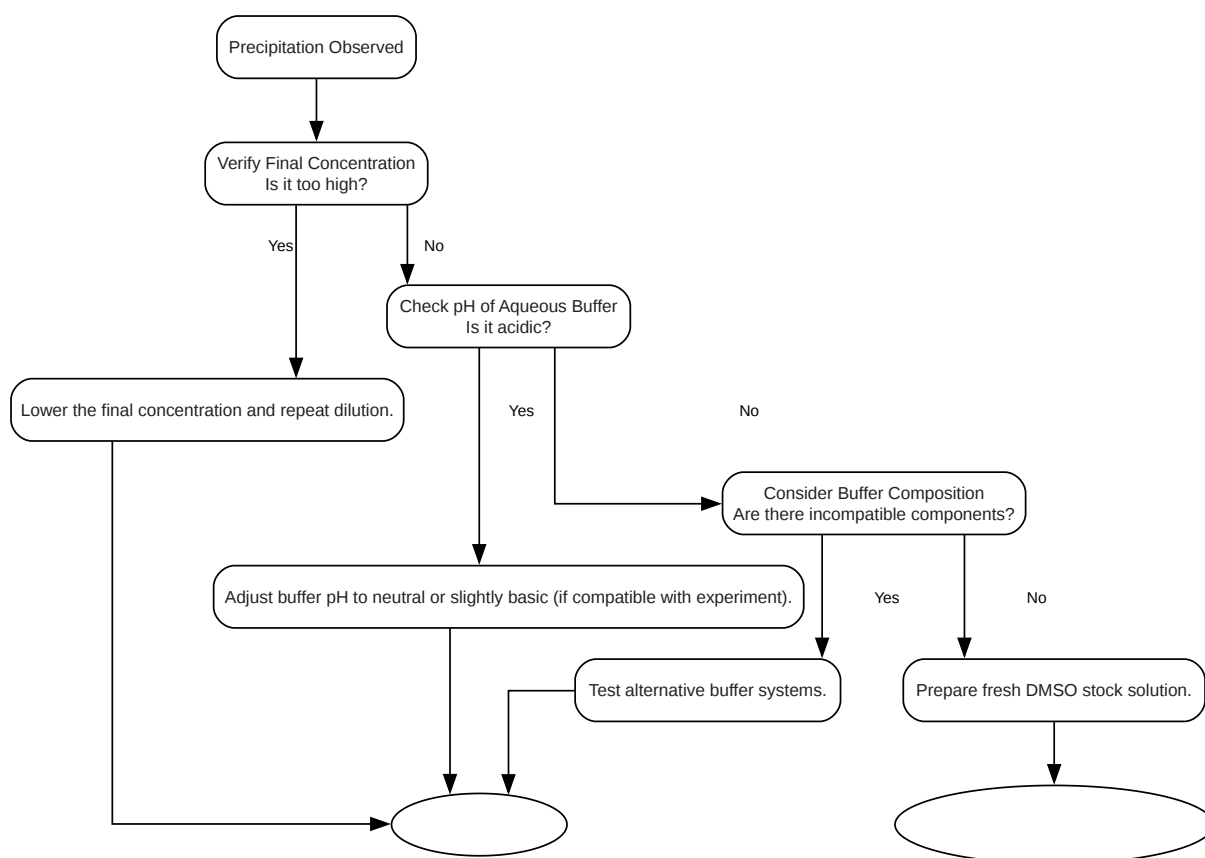 Precipitation Observed
Verify Final Concentration
Is it too high?
Yes
No
Check pH of Aqueous Buffer
Is it acidic?
Lower the final concentration and repeat dilution.
Yes
No
Consider Buffer Composition
Are there incompatible components?
Adjust buffer pH to neutral or slightly basic (if compatible with experiment).
Yes
No
Test alternative buffer systems.
Prepare fresh DMSO stock solution.